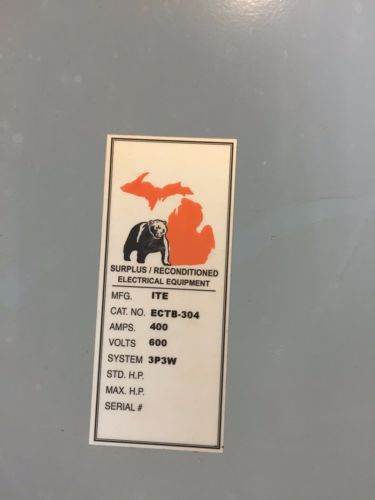 SURPLUS / RECONDITIONED
ELECTRICAL EQUIPMENT
MFG. ITE
CAT. NO. ECTB-304
AMPS. 400
VOLTS 600
SYSTEM 3P3W
STD. H.P.
MAX. H.P.
SERIAL #